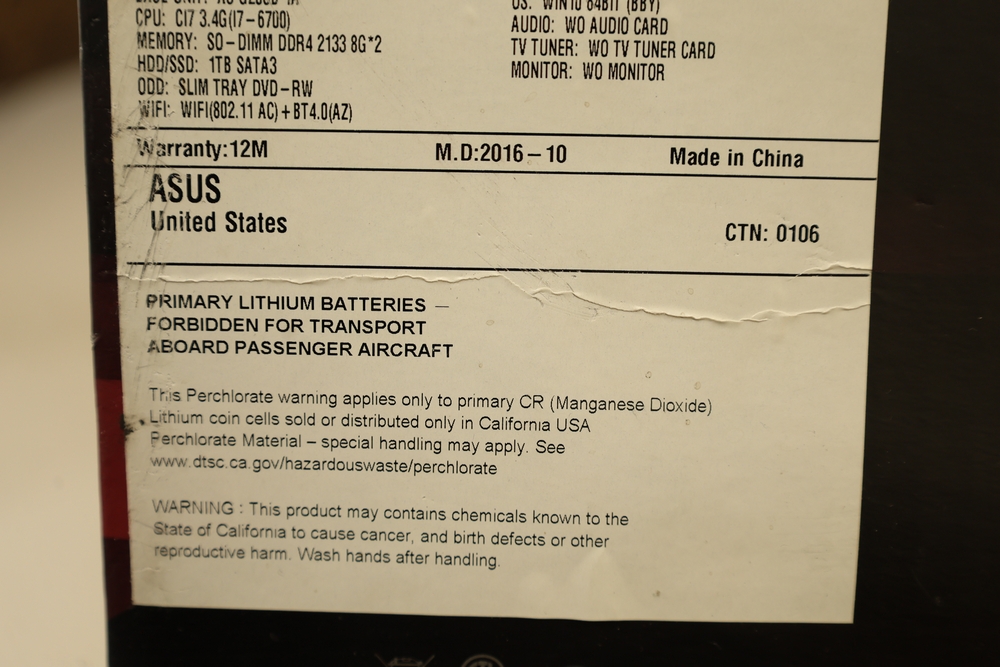 CPU: CI7 3.4G(I7-6700)
MEMORY: SO-DIMM DDR4 2133 8G*2
HDD/SSD: 1TB SATA3
ODD: SLIM TRAY DVD-RW
WIFI: WIFI(802.11 AC)+BT4.0(AZ)
OS: WIN10 64BIT (BBY)
AUDIO: WO AUDIO CARD
TV TUNER: WO TV TUNER CARD
MONITOR: WO MONITOR
Warranty:12M M.D:2016-10 Made in China
ASUS
United States
CTN: 0106
PRIMARY LITHIUM BATTERIES –
FORBIDDEN FOR TRANSPORT
ABOARD PASSENGER AIRCRAFT
This Perchlorate warning applies only to primary CR (Manganese Dioxide)
Lithium coin cells sold or distributed only in California USA
Perchlorate Material – special handling may apply. See
www.dtsc.ca.gov/hazardouswaste/perchlorate
WARNING : This product may contains chemicals known to the
State of California to cause cancer, and birth defects or other
reproductive harm. Wash hands after handling.